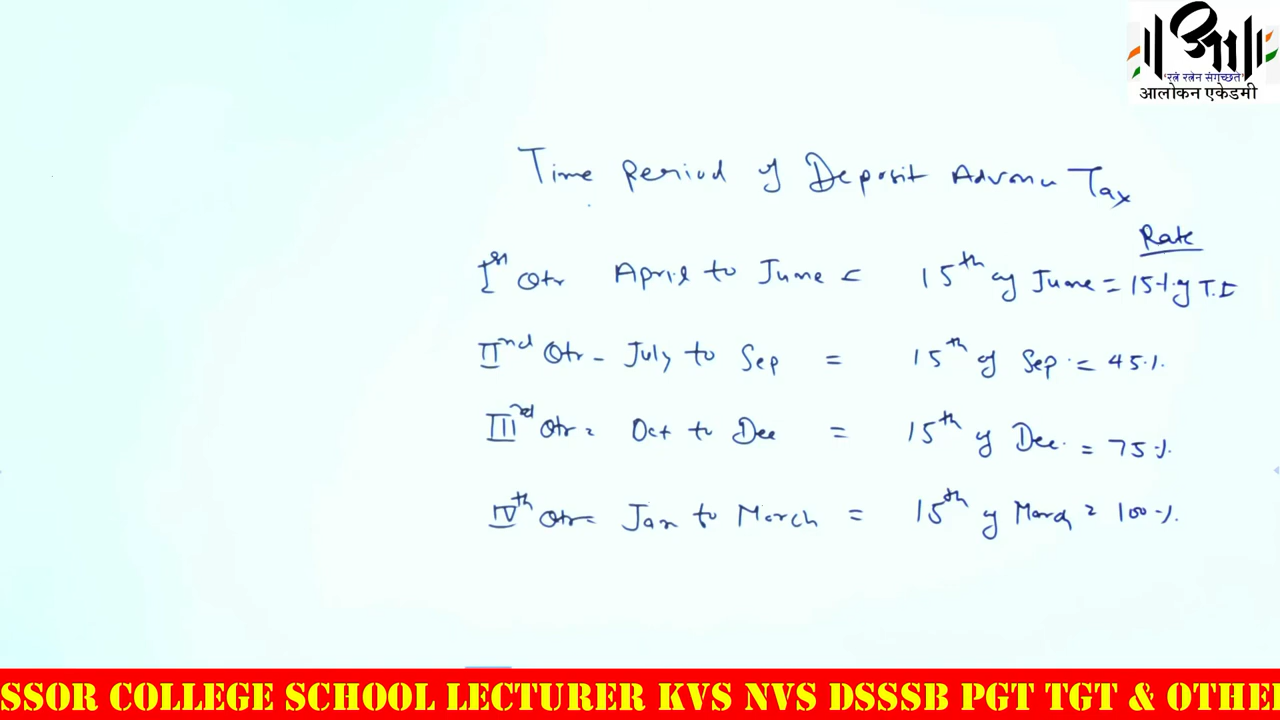 'रत्नं रत्नेन संगच्छते'
आलोकन एकेडमी
Time Period of Deposit Advance Tax
Rate
Ist Qtr April to June = 15th of June = 15% of T.I
IInd Qtr - July to Sep = 15th of Sep. = 45%.
IIIrd Qtr = Oct to Dec = 15th of Dec. = 75%.
IVth Qtr = Jan to March = 15th of March = 100%.
SSOR COLLEGE SCHOOL LECTURER KVS NVS DSSSB PGT TGT & OTHE